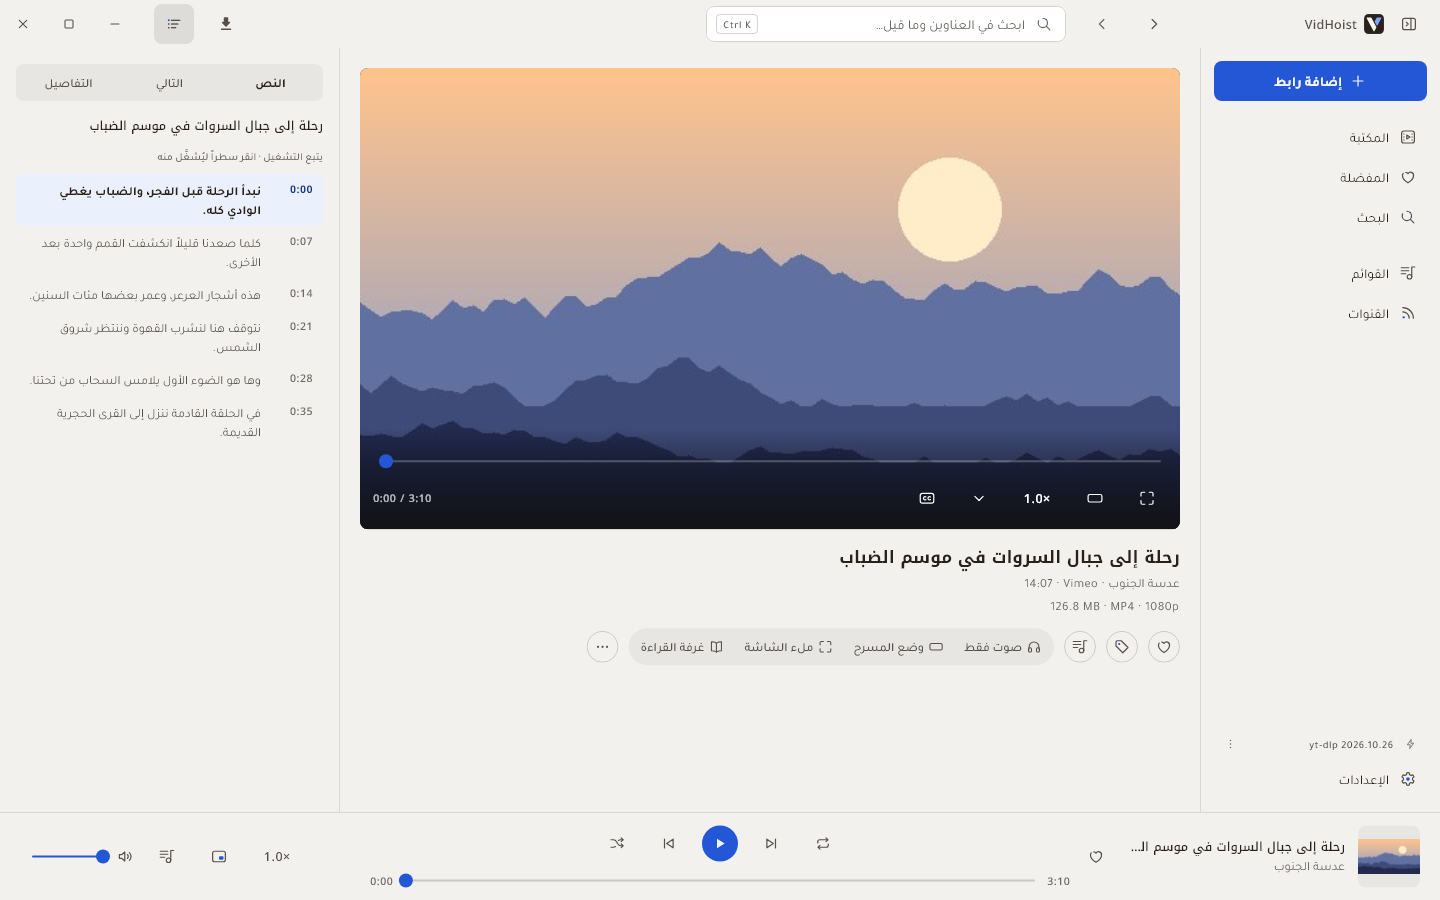 VidHoist
ابحث في العناوين وما قيل...
Ctrl K
إضافة رابط
المكتبة
المفضلة
البحث
القوائم
القنوات
yt-dlp 2026.10.26
الإعدادات
0:00 / 3:10
1.0×
رحلة إلى جبال السروات في موسم الضباب
عدسة الجنوب · Vimeo · 14:07
126.8 MB · MP4 · 1080p
صوت فقط
وضع المسرح
ملء الشاشة
غرفة القراءة
النص
التالي
التفاصيل
رحلة إلى جبال السروات في موسم الضباب
يتبع التشغيل · انقر سطراً ليُشغَّل منه
0:00 نبدأ الرحلة قبل الفجر، والضباب يغطي
الوادي كله.
0:07 كلما صعدنا قليلاً انكشفت القمم واحدة بعد
الأخرى.
0:14 هذه أشجار العرعر، وعمر بعضها مئات السنين.
0:21 نتوقف هنا لنشرب القهوة وننتظر شروق
الشمس.
0:28 وها هو الضوء الأول يلامس السحاب من تحتنا.
0:35 في الحلقة القادمة ننزل إلى القرى الحجرية
القديمة.
رحلة إلى جبال السروات في موسم الـ...
عدسة الجنوب
0:00
3:10
1.0×